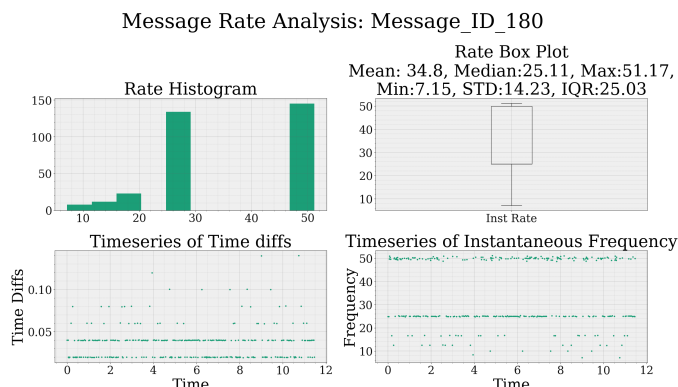 Message Rate Analysis: Message_ID_180
Rate Histogram
150
100
50
0
10
20
30
40
50
Rate Box Plot
Mean: 34.8, Median:25.11, Max:51.17,
Min:7.15, STD:14.23, IQR:25.03
50
40
30
20
10
Inst Rate
Timeseries of Time diffs
Time Diffs
0.10
0.05
0
2
4
6
8
10
12
Time
Timeseries of Instantaneous Frequency
Frequency
50
40
30
20
10
0
2
4
6
8
10
12
Time